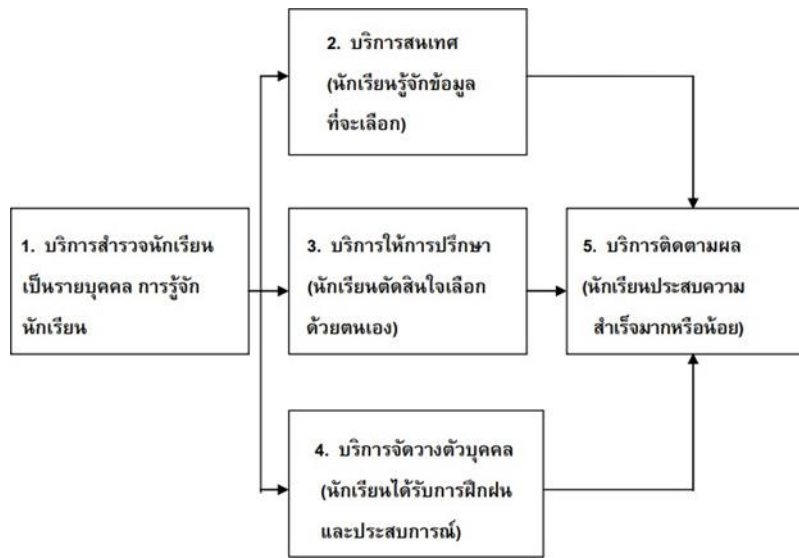 1. บริการสำรวจนักเรียน
เป็นรายบุคคล การรู้จัก
นักเรียน
2. บริการสนเทศ
(นักเรียนรู้จักข้อมูล
ที่จะเลือก)
3. บริการให้การปรึกษา
(นักเรียนตัดสินใจเลือก
ด้วยตนเอง)
4. บริการจัดวางตัวบุคคล
(นักเรียนได้รับการฝึกฝน
และประสบการณ์)
5. บริการติดตามผล
(นักเรียนประสบความ
สำเร็จมากหรือน้อย)